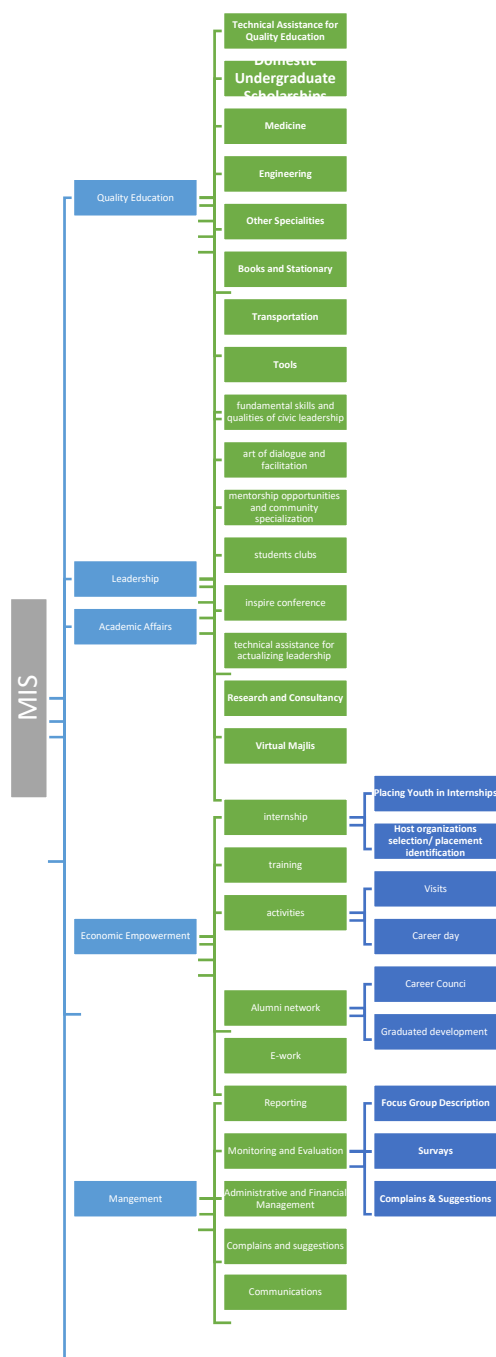 MIS
Quality Education
Leadership
Academic Affairs
Economic Empowerment
Mangement
Technical Assistance for
Quality Education
Domestic
Undergraduate
Scholarships
Medicine
Engineering
Other Specialities
Books and Stationary
Transportation
Tools
fundamental skills and
qualities of civic leadership
art of dialogue and
facilitation
mentorship opportunities
and community
specialization
students clubs
inspire conference
technical assistance for
actualizing leadership
Research and Consultancy
Virtual Majlis
internship
training
activities
Alumni network
E-work
Reporting
Monitoring and Evaluation
Administrative and Financial
Management
Complains and suggestions
Communications
Placing Youth in Internships
Host organizations
selection/ placement
identification
Visits
Career day
Career Counci
Graduated development
Focus Group Description
Survays
Complains & Suggestions